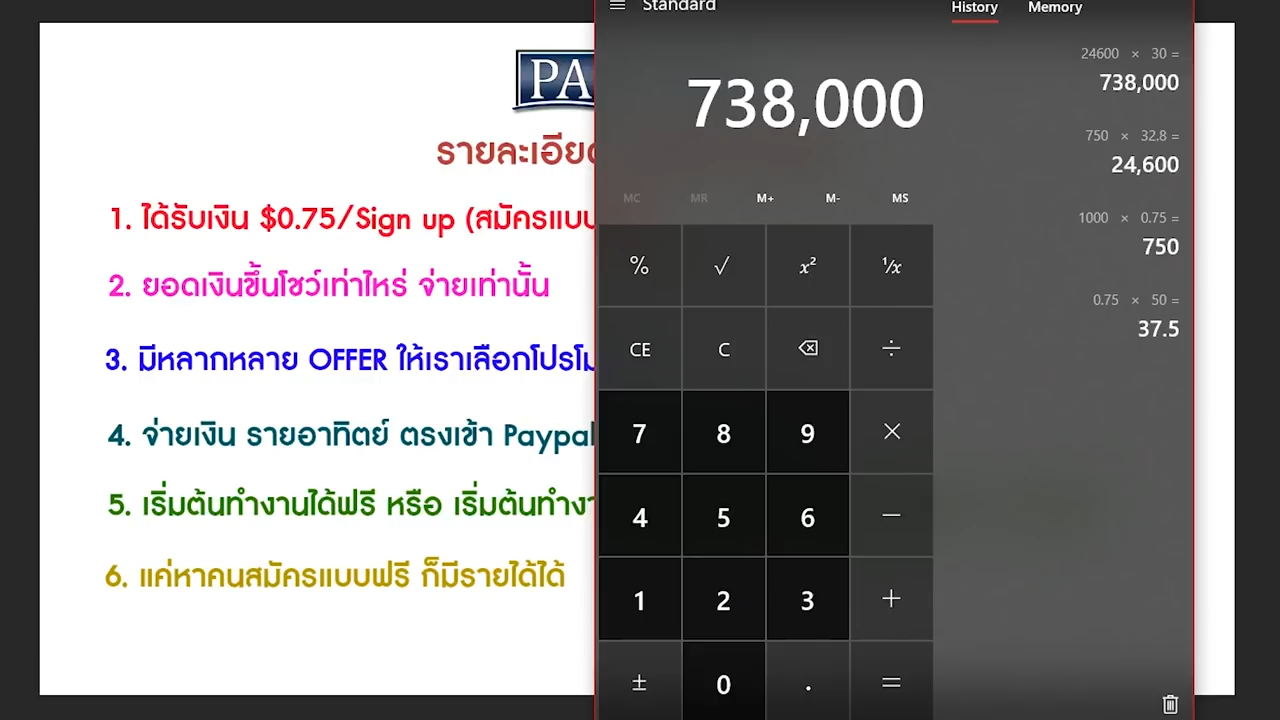 PA
รายละเอียด
1. ได้รับเงิน $0.75/Sign up (สมัครแบบ
2. ยอดเงินขึ้นโชว์เท่าไหร่ จ่ายเท่านั้น
3. มีหลากหลาย OFFER ให้เราเลือกโปรโม
4. จ่ายเงิน รายอาทิตย์ ตรงเข้า Paypal
5. เริ่มต้นทำงานได้ฟรี หรือ เริ่มต้นทำงา
6. แค่หาคนสมัครแบบฟรี ก็มีรายได้ได้
Standard
738,000
MC MR M+ M- MS
% √ x² ¹/x
CE C ⌫ ÷
7 8 9 ×
4 5 6 −
1 2 3 +
± 0 . =
History Memory
24600 × 30 =
738,000
750 × 32.8 =
24,600
1000 × 0.75 =
750
0.75 × 50 =
37.5